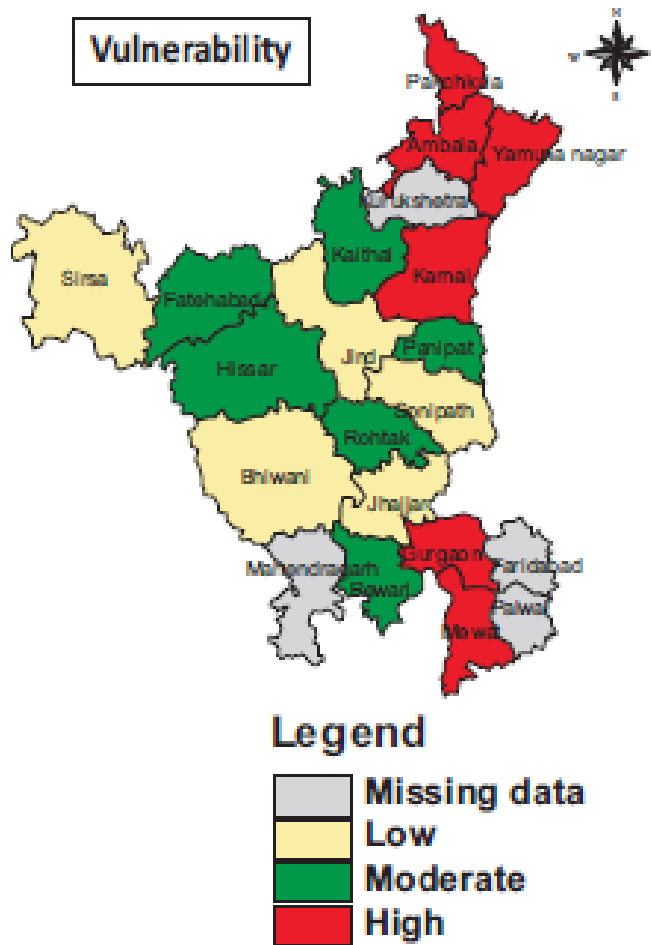 Vulnerability
N
W
S
Panchkula
Ambala
Yamuna nagar
Kurukshetra
Kaithal
Karnal
Sirsa
Fatehabad
Jind
Panipat
Hissar
Sonipath
Rohtak
Bhiwani
Jhajjar
Gurgaon
Mahendragarh
Faridabad
Rewari
Palwal
Mewat
Legend
Missing data
Low
Moderate
High